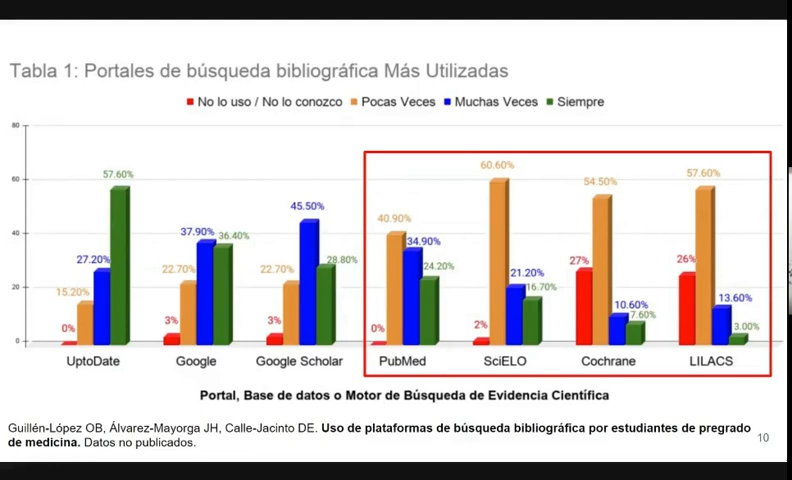 Tabla 1: Portales de búsqueda bibliográfica Más Utilizadas
No lo uso / No lo conozco Pocas Veces Muchas Veces Siempre
80
60
40
20
0
0% 15.20% 27.20% 57.60%
3% 22.70% 37.90% 36.40%
3% 22.70% 45.50% 28.80%
0% 40.90% 34.90% 24.20%
2% 60.60% 21.20% 16.70%
27% 54.50% 10.60% 7.60%
26% 57.60% 13.60% 3.00%
UptoDate Google Google Scholar PubMed SciELO Cochrane LILACS
Portal, Base de datos o Motor de Búsqueda de Evidencia Científica
Guillén-López OB, Álvarez-Mayorga JH, Calle-Jacinto DE. Uso de plataformas de búsqueda bibliográfica por estudiantes de pregrado
de medicina. Datos no publicados.
10